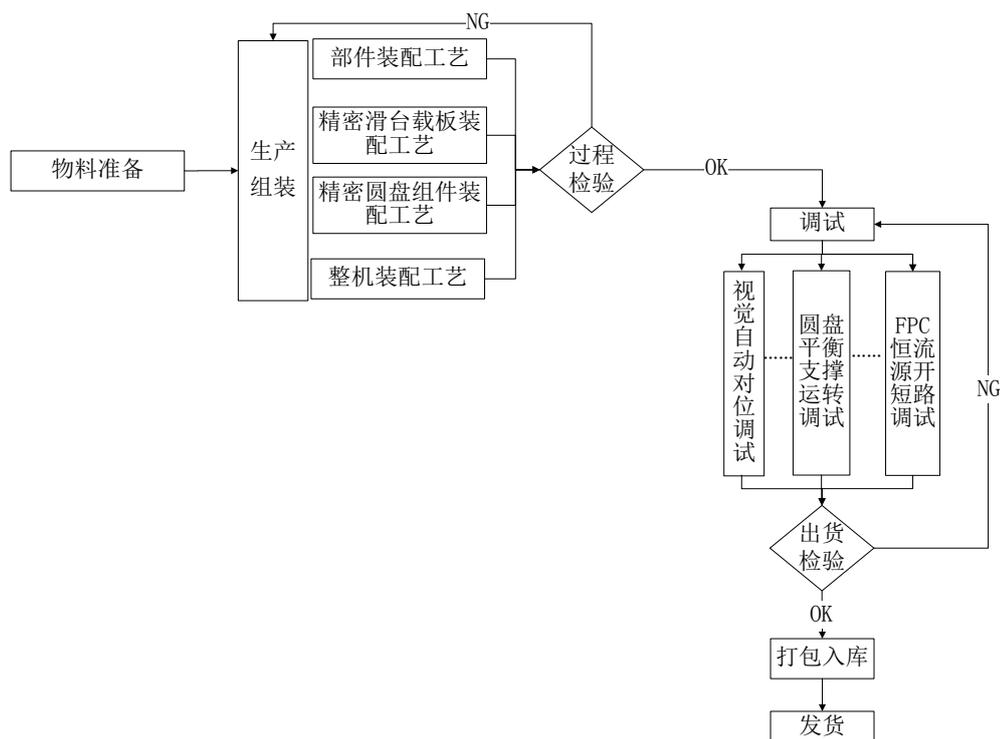 NG
部件装配工艺
精密滑台载板装
配工艺
生产
组装
过程
检验
物料准备
OK
精密圆盘组件装
配工艺
调试
整机装配工艺
视
觉
自
动
对
位
调
试
圆盘
平衡
支撑
运转
调试
FPC
恒流
源开
短路
调试
NG
出货
检验
OK
打包入库
发货